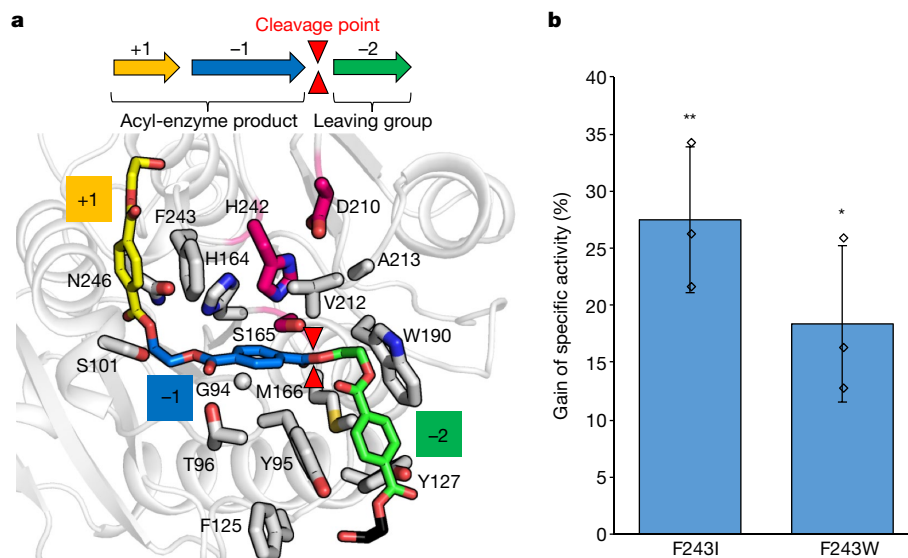 a
Cleavage point
+1
−1
−2
Acyl-enzyme product
Leaving group
+1
F243
H242
D210
H164
A213
N246
V212
S165
W190
S101
−1
G94
M166
−2
T96
Y95
Y127
F125
b
Gain of specific activity (%)
40
35
30
25
20
15
10
5
0
**
*
F243I
F243W